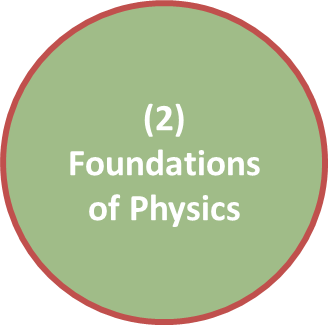 (2)
Foundations
of Physics